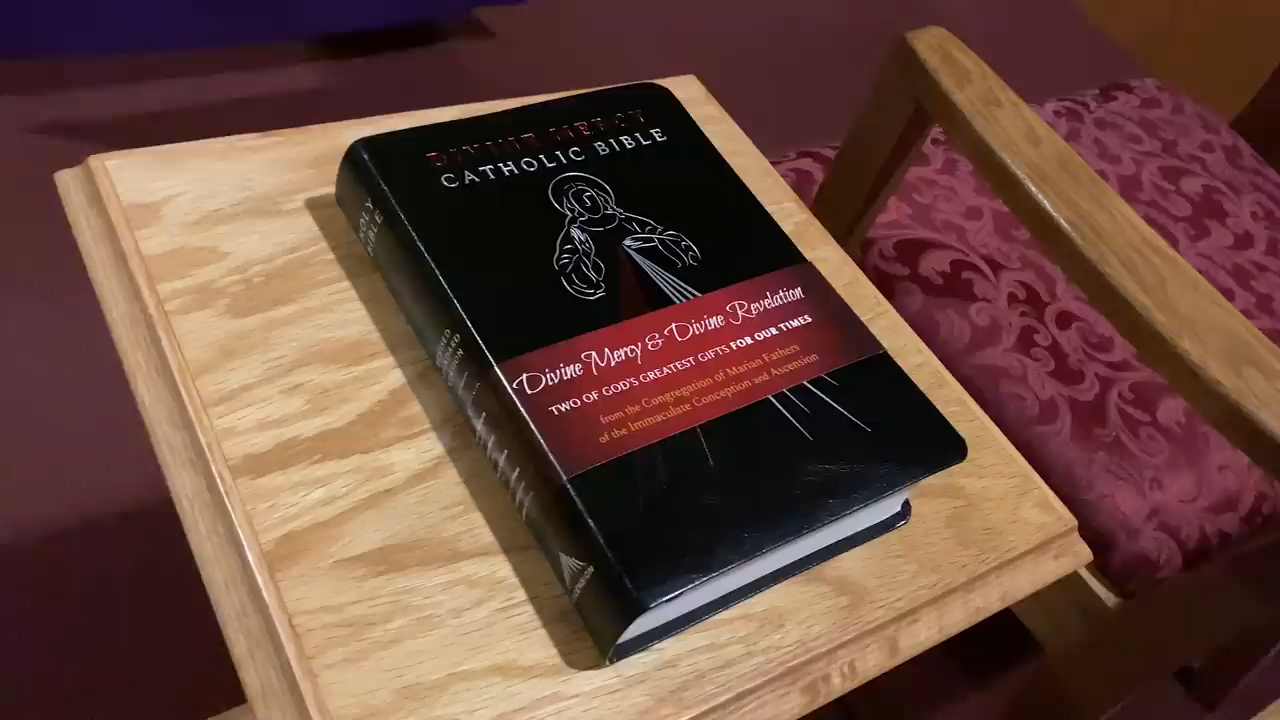 DIVINE MERCY
CATHOLIC BIBLE
Divine Mercy & Divine Revelation
TWO OF GOD'S GREATEST GIFTS FOR OUR TIMES
from the Congregation of Marian Fathers
of the Immaculate Conception and Ascension
HOLY
BIBLE